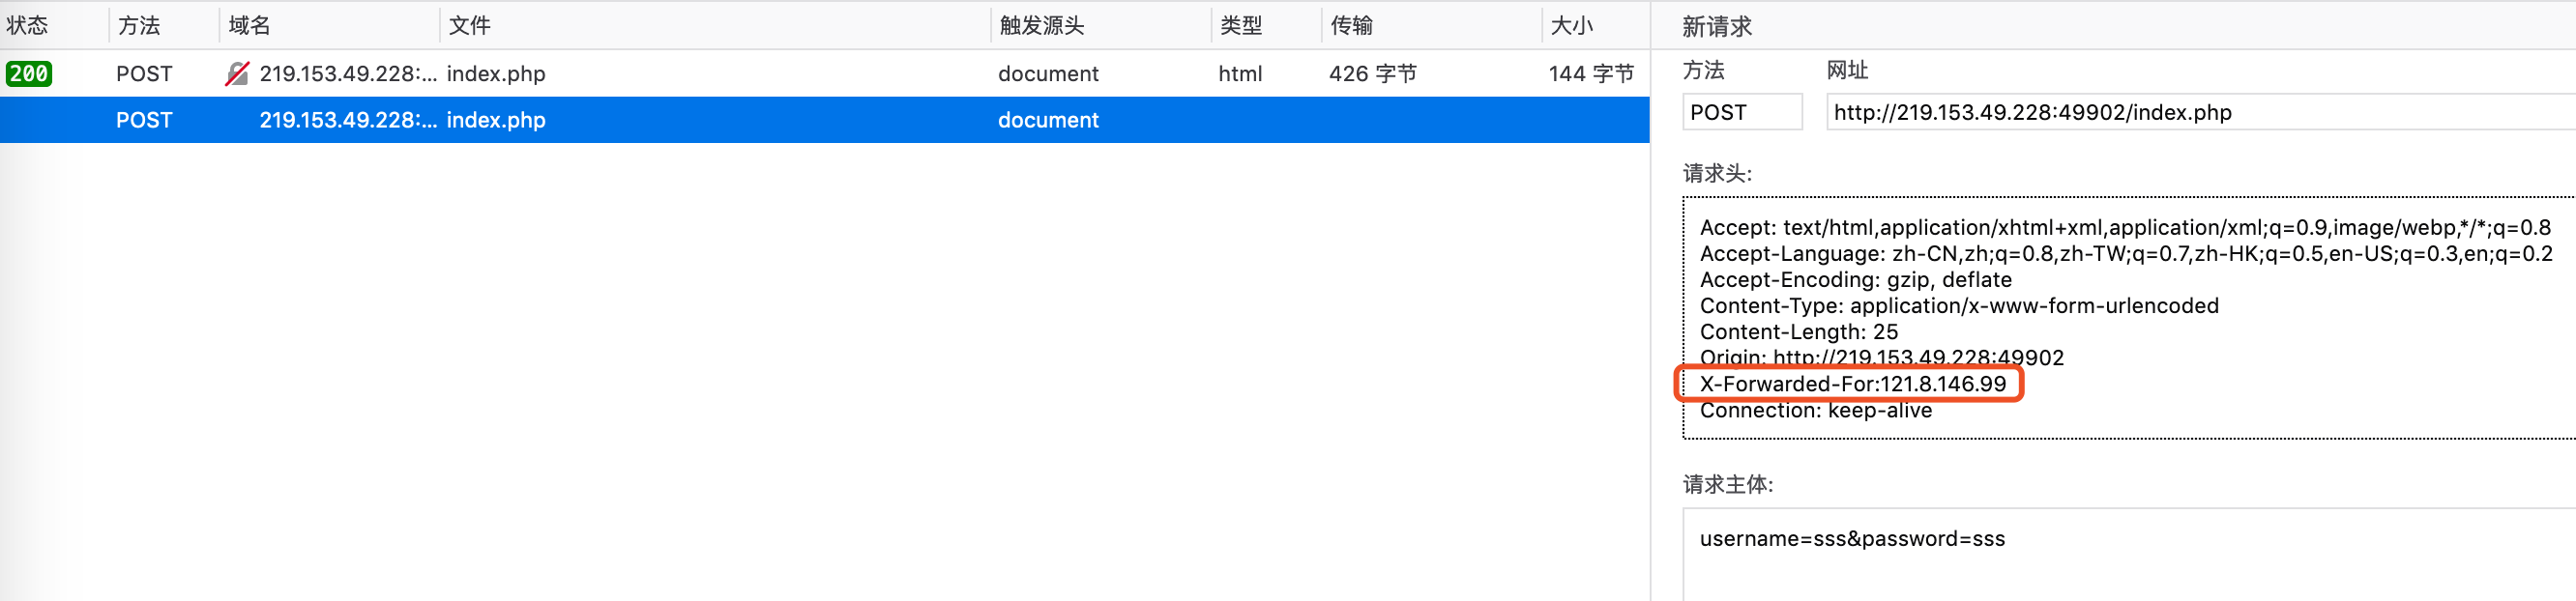 状态 方法 域名 文件 触发源头 类型 传输 大小
200 POST 219.153.49.228:... index.php document html 426 字节 144 字节
POST 219.153.49.228:... index.php document
新请求
方法 网址
POST http://219.153.49.228:49902/index.php
请求头:
Accept: text/html,application/xhtml+xml,application/xml;q=0.9,image/webp,*/*;q=0.8
Accept-Language: zh-CN,zh;q=0.8,zh-TW;q=0.7,zh-HK;q=0.5,en-US;q=0.3,en;q=0.2
Accept-Encoding: gzip, deflate
Content-Type: application/x-www-form-urlencoded
Content-Length: 25
Origin: http://219.153.49.228:49902
X-Forwarded-For:121.8.146.99
Connection: keep-alive
请求主体:
username=sss&password=sss